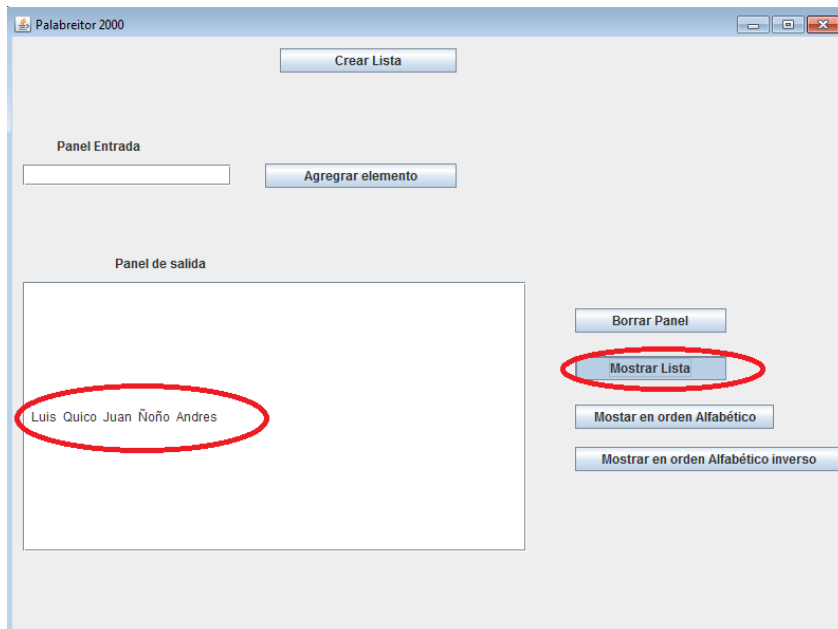 Palabreitor 2000
Crear Lista
Panel Entrada
Agregrar elemento
Panel de salida
Borrar Panel
Mostrar Lista
Luis Quico Juan Ñoño Andres
Mostar en orden Alfabético
Mostrar en orden Alfabético inverso